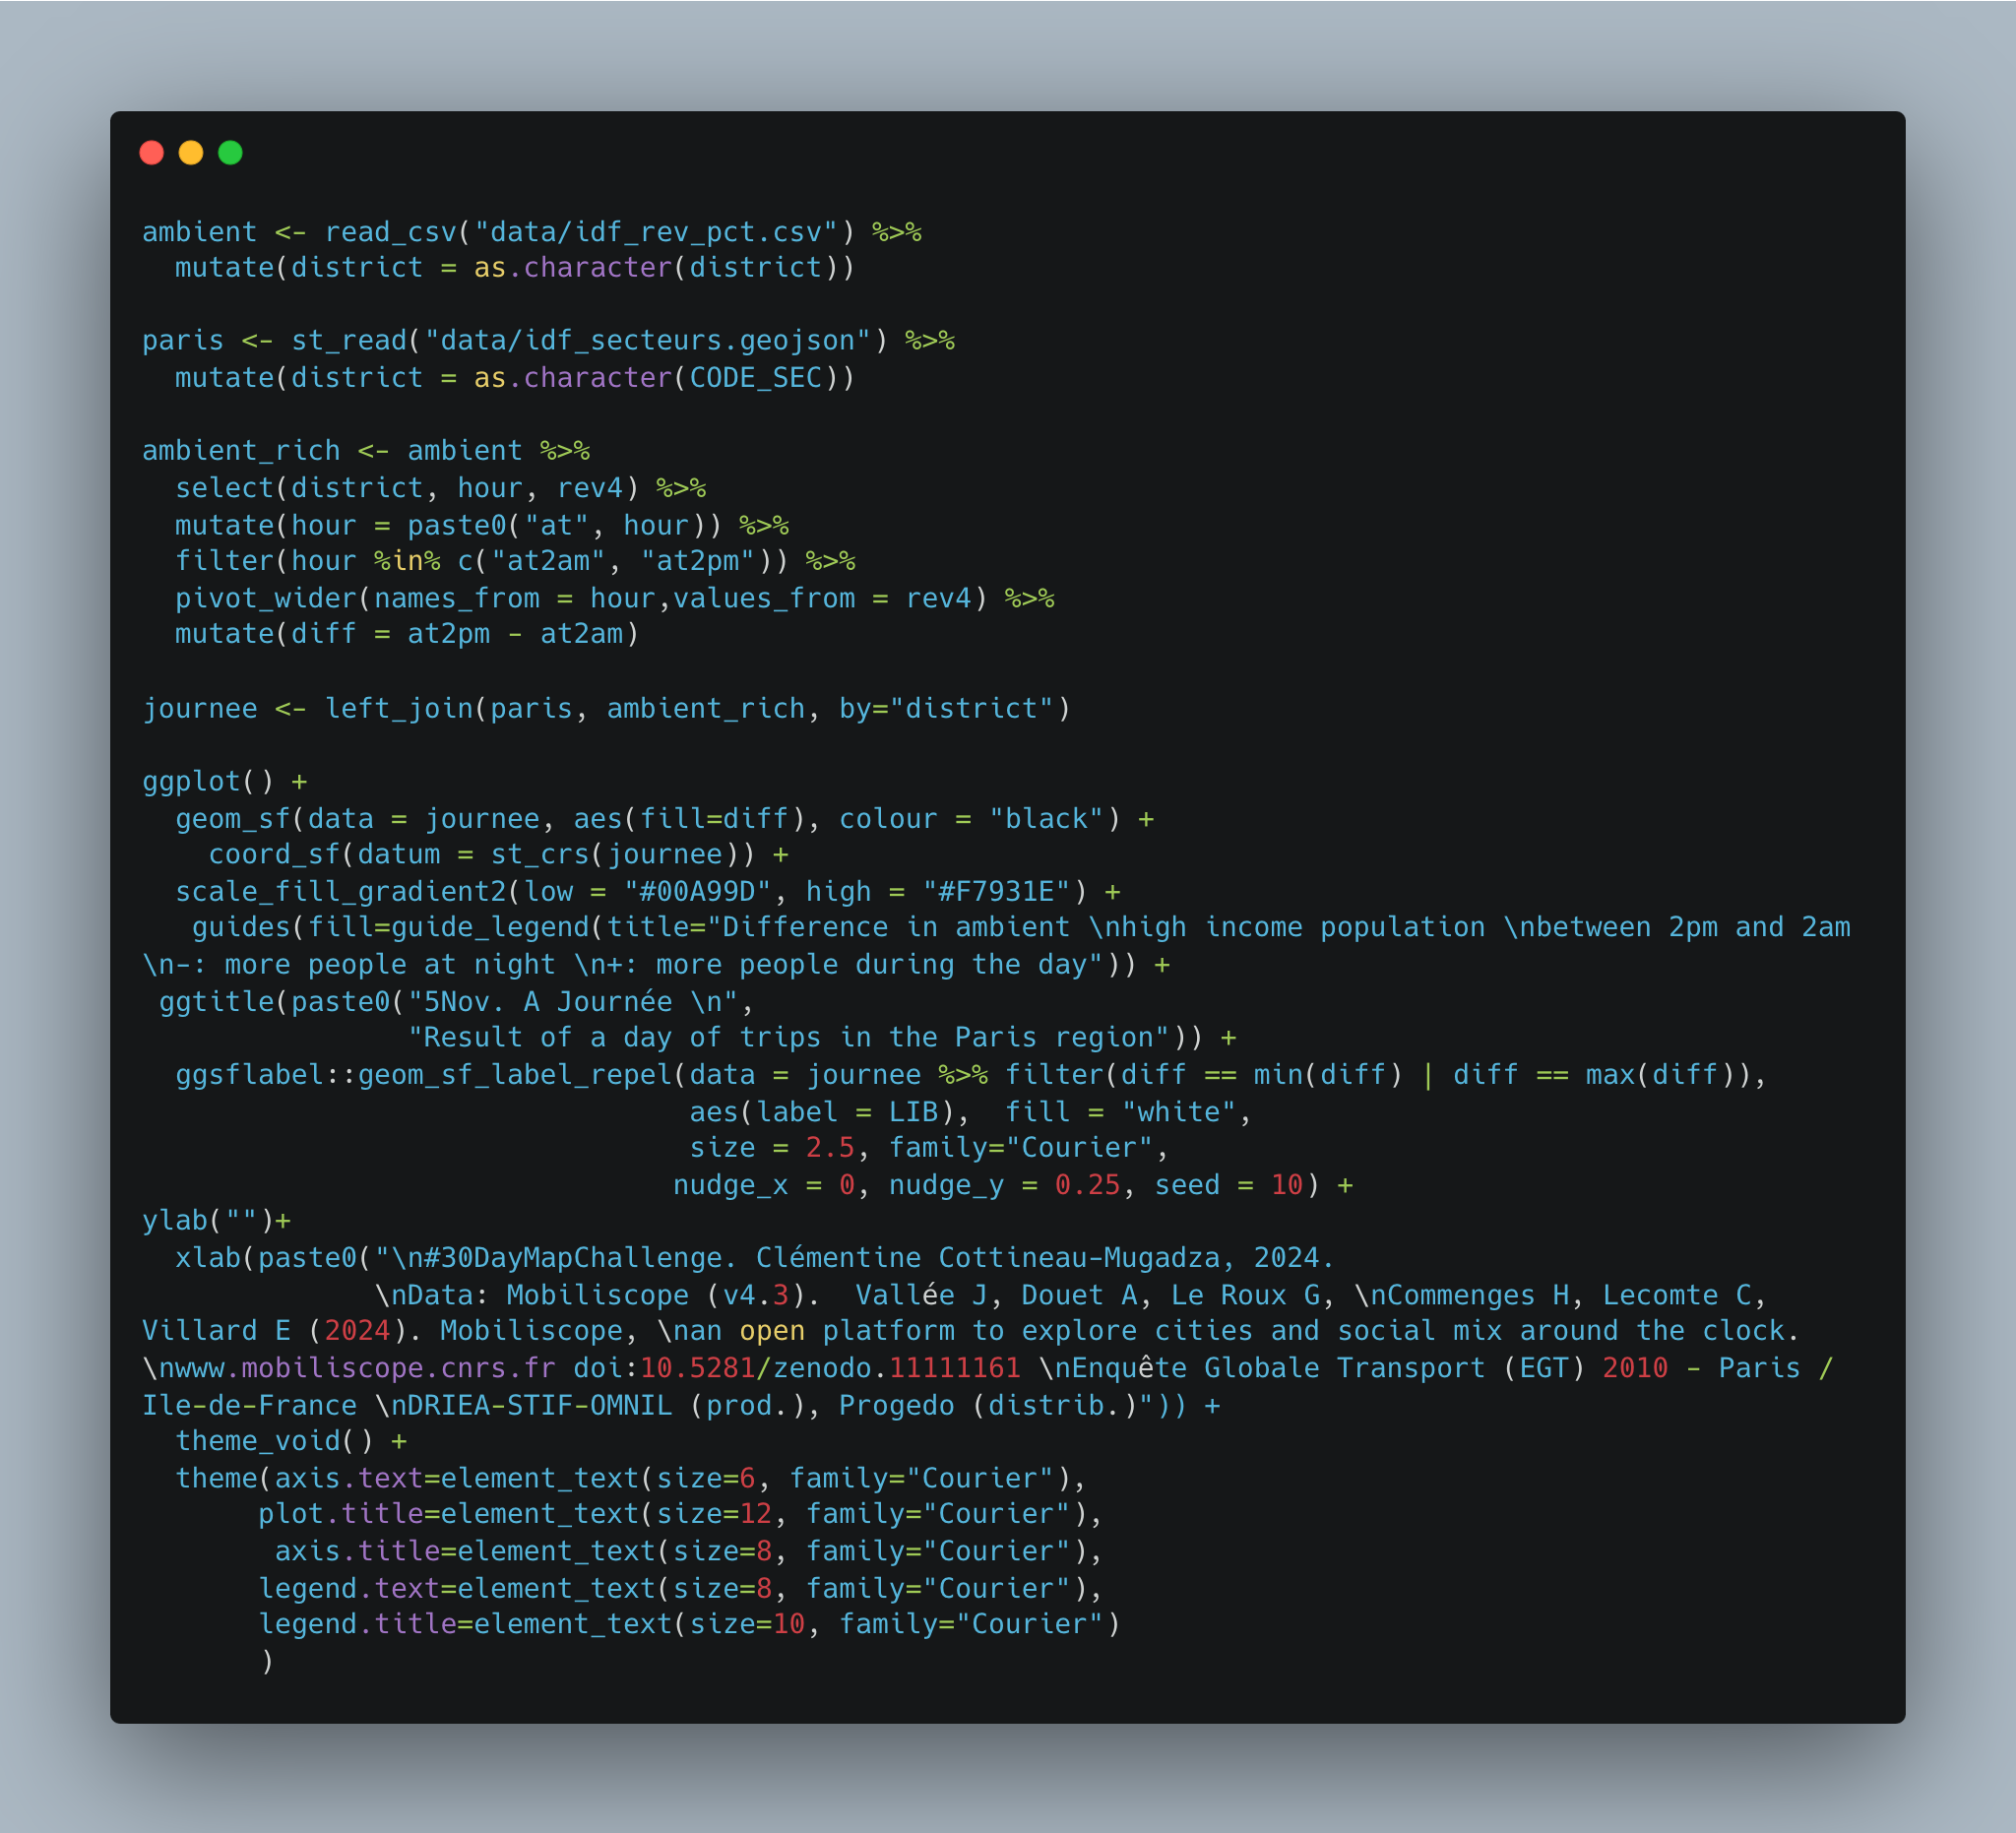 ambient <- read_csv("data/idf_rev_pct.csv") %>%
  mutate(district = as.character(district))

paris <- st_read("data/idf_secteurs.geojson") %>%
  mutate(district = as.character(CODE_SEC))

ambient_rich <- ambient %>%
  select(district, hour, rev4) %>%
  mutate(hour = paste0("at", hour)) %>%
  filter(hour %in% c("at2am", "at2pm")) %>%
  pivot_wider(names_from = hour,values_from = rev4) %>%
  mutate(diff = at2pm - at2am)

journee <- left_join(paris, ambient_rich, by="district")

ggplot() +
  geom_sf(data = journee, aes(fill=diff), colour = "black") +
    coord_sf(datum = st_crs(journee)) +
  scale_fill_gradient2(low = "#00A99D", high = "#F7931E") +
   guides(fill=guide_legend(title="Difference in ambient \nhigh income population \nbetween 2pm and 2am
\n-: more people at night \n+: more people during the day")) +
 ggtitle(paste0("5Nov. A Journée \n",
                "Result of a day of trips in the Paris region")) +
  ggsflabel::geom_sf_label_repel(data = journee %>% filter(diff == min(diff) | diff == max(diff)),
                                 aes(label = LIB),  fill = "white",
                                 size = 2.5, family="Courier",
                                nudge_x = 0, nudge_y = 0.25, seed = 10) +
ylab("")+
  xlab(paste0("\n#30DayMapChallenge. Clémentine Cottineau-Mugadza, 2024.
              \nData: Mobiliscope (v4.3).  Vallée J, Douet A, Le Roux G, \nCommenges H, Lecomte C,
Villard E (2024). Mobiliscope, \nan open platform to explore cities and social mix around the clock.
\nwww.mobiliscope.cnrs.fr doi:10.5281/zenodo.11111161 \nEnquête Globale Transport (EGT) 2010 - Paris /
Ile-de-France \nDRIEA-STIF-OMNIL (prod.), Progedo (distrib.)")) +
  theme_void() +
  theme(axis.text=element_text(size=6, family="Courier"),
       plot.title=element_text(size=12, family="Courier"),
        axis.title=element_text(size=8, family="Courier"),
       legend.text=element_text(size=8, family="Courier"),
       legend.title=element_text(size=10, family="Courier")
       )